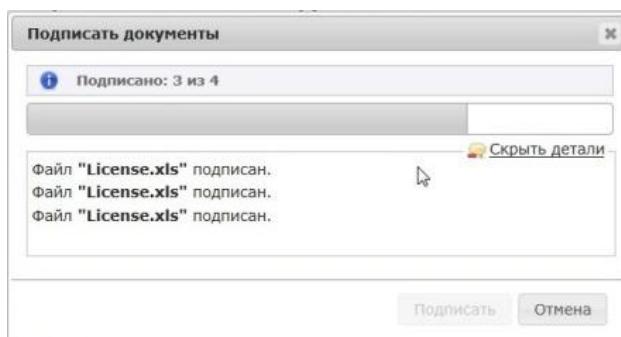 Подписать документы
Подписано: 3 из 4
Скрыть детали
Файл "License.xls" подписан.
Файл "License.xls" подписан.
Файл "License.xls" подписан.
Подписать
Отмена